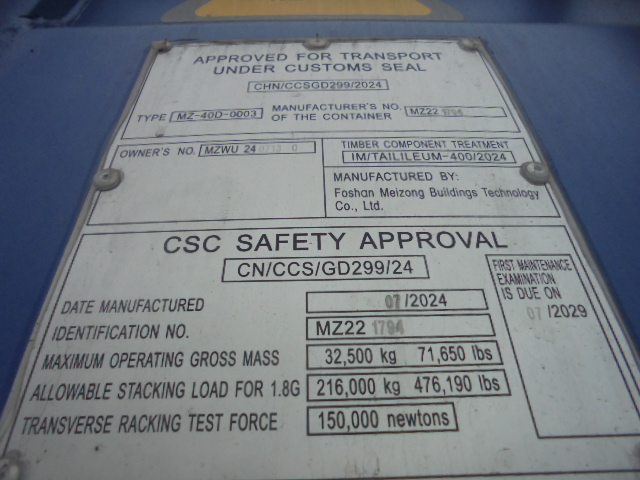 APPROVED FOR TRANSPORT
UNDER CUSTOMS SEAL
CHN/CCSGD299/2024
TYPE MZ-40D-0003 MANUFACTURER'S NO. OF THE CONTAINER MZ22 1794
OWNER'S NO. MZWU 24
TIMBER COMPONENT TREATMENT
IM/TAILILEUM-400/2024
MANUFACTURED BY:
Foshan Meizong Buildings Technology
Co., Ltd.
CSC SAFETY APPROVAL
CN/CCS/GD299/24
DATE MANUFACTURED 07/2024
IDENTIFICATION NO. MZ22 1794
MAXIMUM OPERATING GROSS MASS 32,500 kg 71,650 lbs
ALLOWABLE STACKING LOAD FOR 1.8G 216,000 kg 476,190 lbs
TRANSVERSE RACKING TEST FORCE 150,000 newtons
FIRST MAINTENANCE
EXAMINATION
IS DUE ON
07/2029